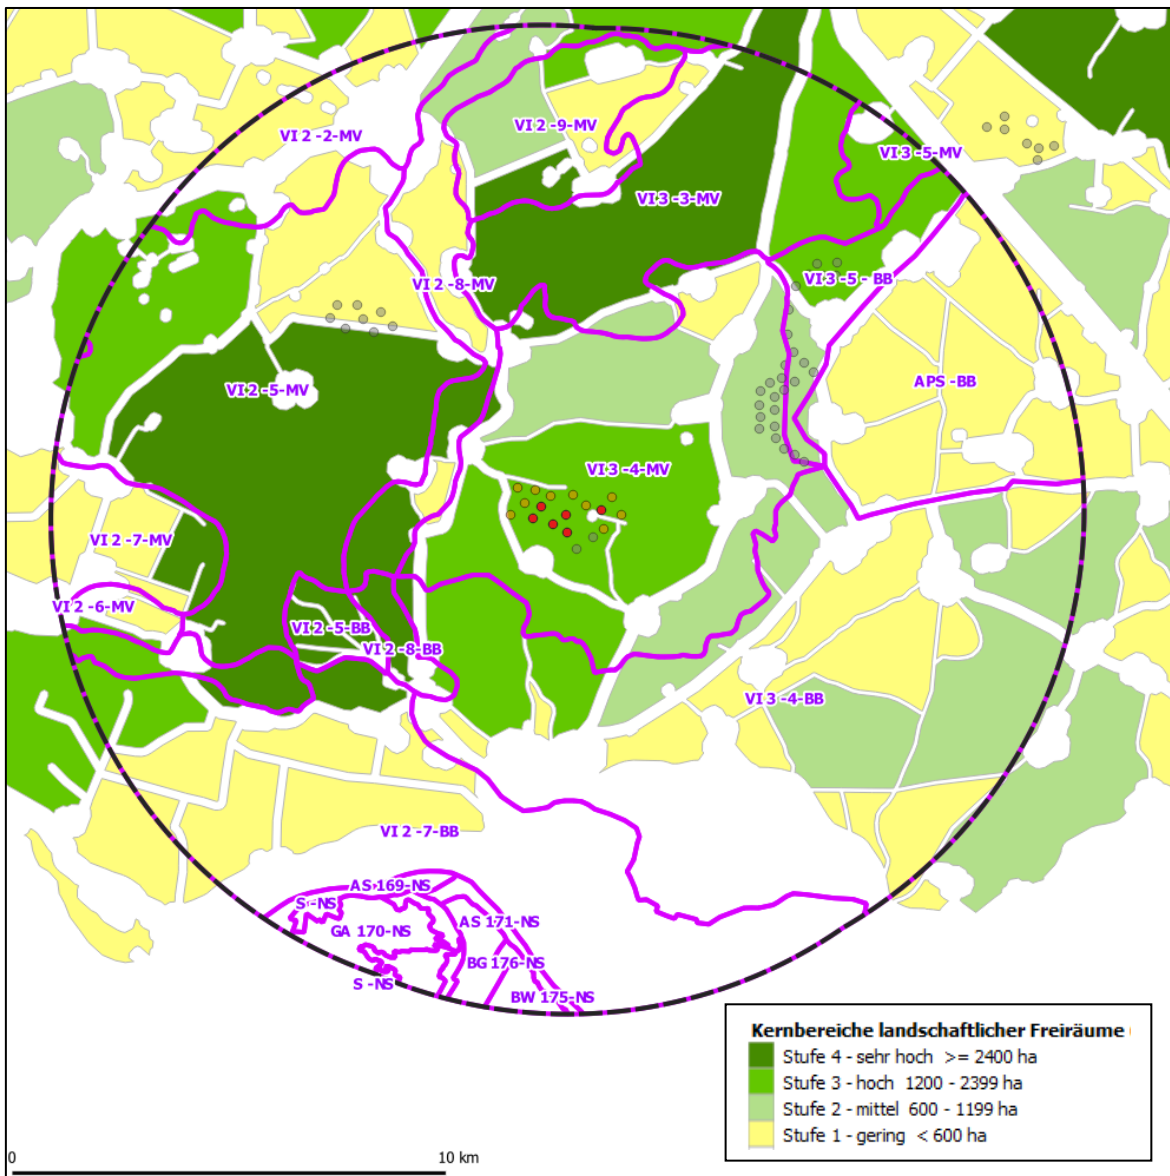 VI 2 -2-MV
VI 2 -9-MV
VI 3 -5-MV
VI 3 -3-MV
VI 2 -8-MV
VI 3 -5 - BB
VI 2 -5-MV
APS -BB
VI 3 -4-MV
VI 2 -7-MV
VI 2 -6-MV
VI 2 -5-BB
VI 2 -8-BB
VI 3 -4-BB
VI 2 -7-BB
AS 169-NS
S -NS
AS 171-NS
GA 170-NS
BG 176-NS
S -NS
BW 175-NS
Kernbereiche landschaftlicher Freiräume
Stufe 4 - sehr hoch >= 2400 ha
Stufe 3 - hoch 1200 - 2399 ha
Stufe 2 - mittel 600 - 1199 ha
Stufe 1 - gering < 600 ha
0 10 km